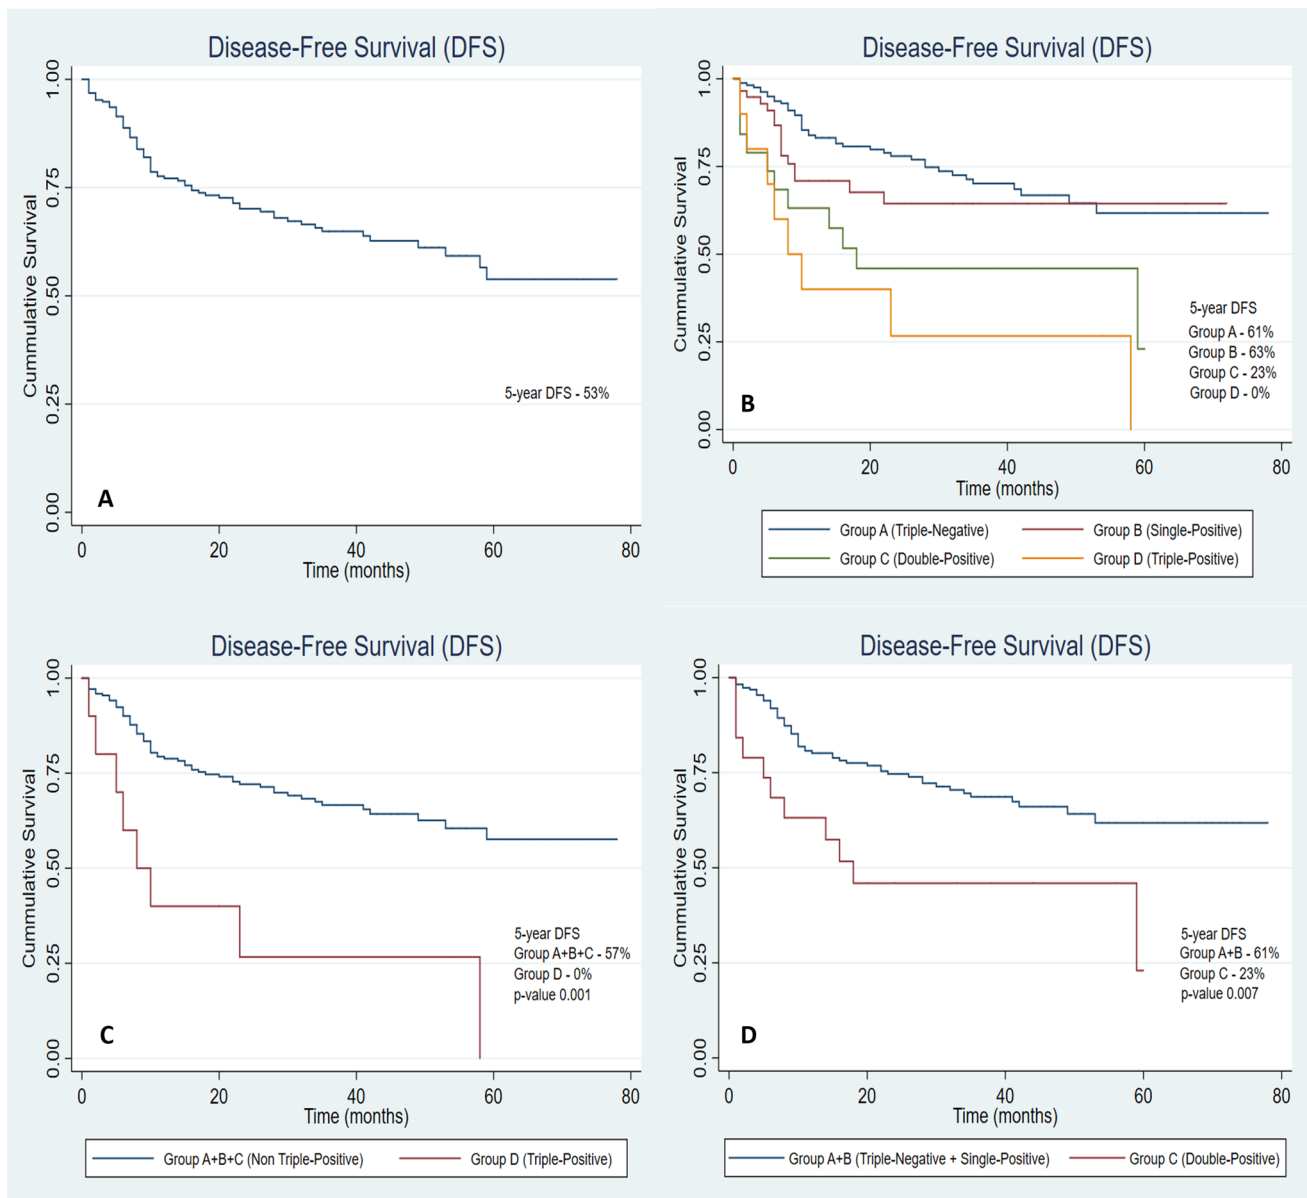 Disease-Free Survival (DFS)
Cummulative Survival
1.00
0.75
0.50
0.25
0.00
5-year DFS - 53%
A
0 20 40 60 80
Time (months)
Disease-Free Survival (DFS)
Cummulative Survival
1.00
0.75
0.50
0.25
0.00
5-year DFS
Group A - 61%
Group B - 63%
Group C - 23%
Group D - 0%
B
0 20 40 60 80
Time (months)
Group A (Triple-Negative) Group B (Single-Positive)
Group C (Double-Positive) Group D (Triple-Positive)
Disease-Free Survival (DFS)
Cummulative Survival
1.00
0.75
0.50
0.25
0.00
5-year DFS
Group A+B+C - 57%
Group D - 0%
p-value 0.001
C
0 20 40 60 80
Time (months)
Group A+B+C (Non Triple-Positive) Group D (Triple-Positive)
Disease-Free Survival (DFS)
Cummulative Survival
1.00
0.75
0.50
0.25
0.00
5-year DFS
Group A+B - 61%
Group C - 23%
p-value 0.007
D
0 20 40 60 80
Time (months)
Group A+B (Triple-Negative + Single-Positive) Group C (Double-Positive)